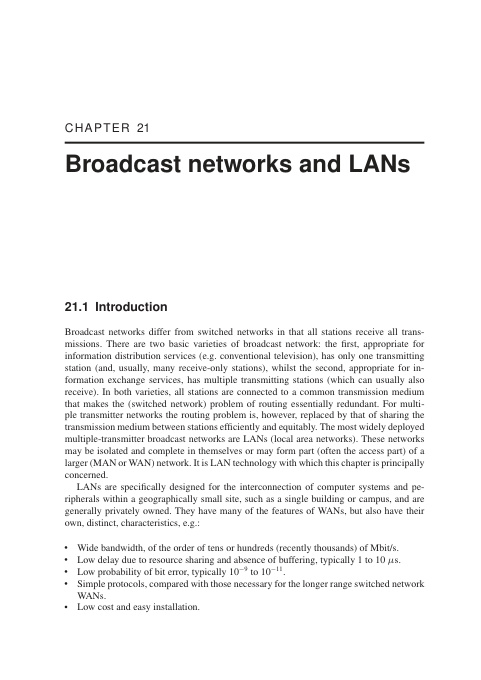 CHAPTER 21
Broadcast networks and LANs
21.1 Introduction
Broadcast networks differ from switched networks in that all stations receive all trans-
missions. There are two basic varieties of broadcast network: the first, appropriate for
information distribution services (e.g. conventional television), has only one transmitting
station (and, usually, many receive-only stations), whilst the second, appropriate for in-
formation exchange services, has multiple transmitting stations (which can usually also
receive). In both varieties, all stations are connected to a common transmission medium
that makes the (switched network) problem of routing essentially redundant. For multi-
ple transmitter networks the routing problem is, however, replaced by that of sharing the
transmission medium between stations efficiently and equitably. The most widely deployed
multiple-transmitter broadcast networks are LANs (local area networks). These networks
may be isolated and complete in themselves or may form part (often the access part) of a
larger (MAN or WAN) network. It is LAN technology with which this chapter is principally
concerned.
LANs are specifically designed for the interconnection of computer systems and pe-
ripherals within a geographically small site, such as a single building or campus, and are
generally privately owned. They have many of the features of WANs, but also have their
own, distinct, characteristics, e.g.:
• Wide bandwidth, of the order of tens or hundreds (recently thousands) of Mbit/s.
• Low delay due to resource sharing and absence of buffering, typically 1 to 10 μs.
• Low probability of bit error, typically 10⁻⁹ to 10⁻¹¹.
• Simple protocols, compared with those necessary for the longer range switched network
WANs.
• Low cost and easy installation.